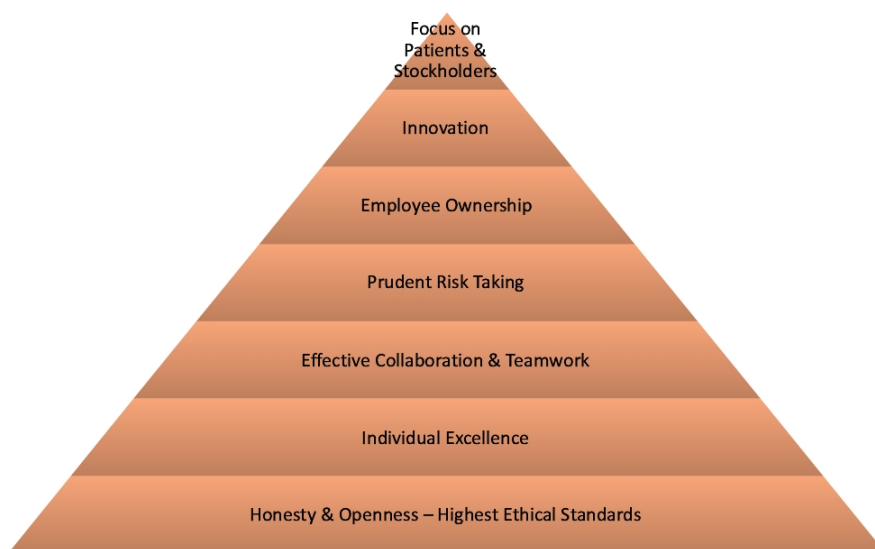 Focus on
Patients &
Stockholders
Innovation
Employee Ownership
Prudent Risk Taking
Effective Collaboration & Teamwork
Individual Excellence
Honesty & Openness – Highest Ethical Standards